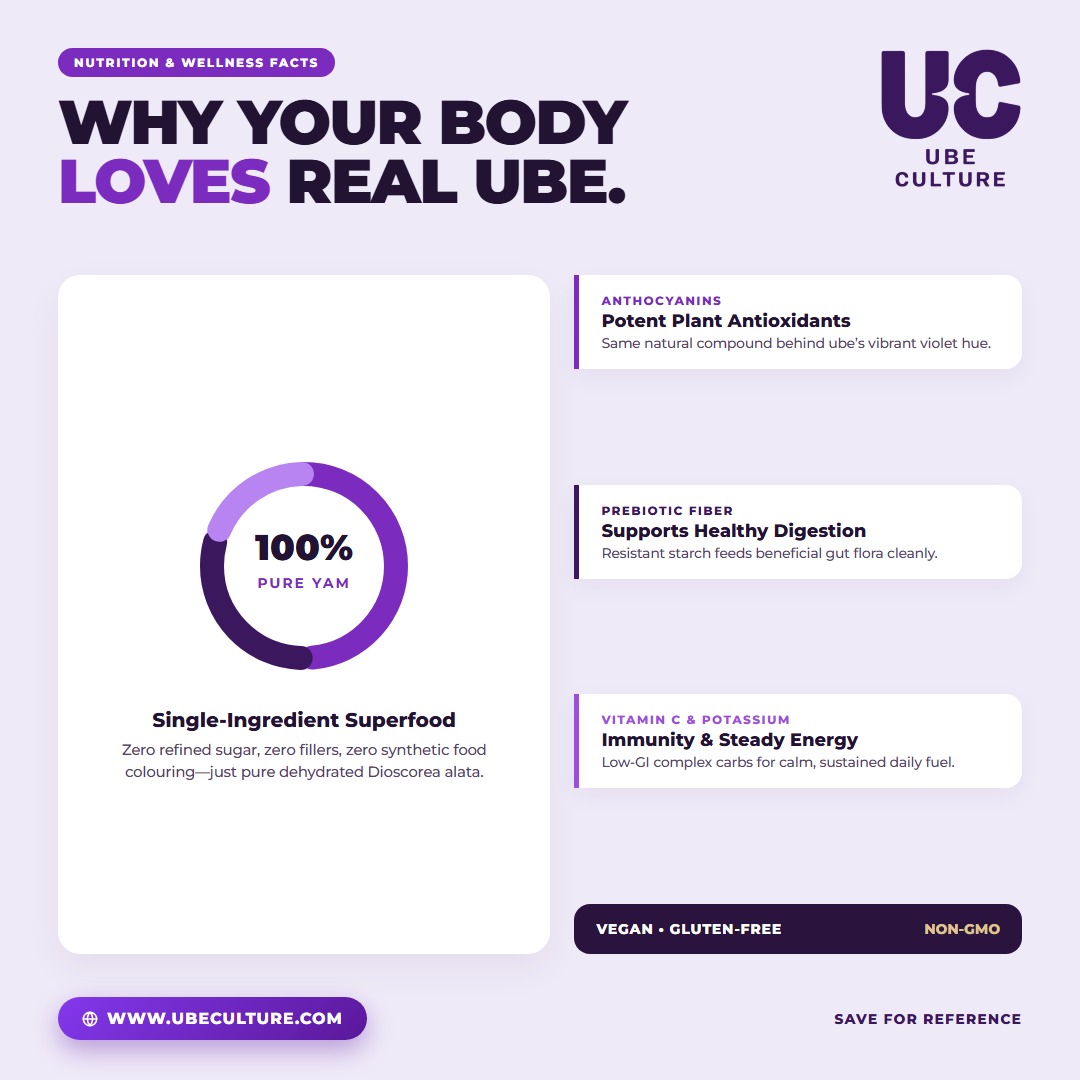 NUTRITION & WELLNESS FACTS
WHY YOUR BODY
LOVES REAL UBE.
UC
UBE
CULTURE
100%
PURE YAM
Single-Ingredient Superfood
Zero refined sugar, zero fillers, zero synthetic food
colouring—just pure dehydrated Dioscorea alata.
ANTHOCYANINS
Potent Plant Antioxidants
Same natural compound behind ube’s vibrant violet hue.
PREBIOTIC FIBER
Supports Healthy Digestion
Resistant starch feeds beneficial gut flora cleanly.
VITAMIN C & POTASSIUM
Immunity & Steady Energy
Low-GI complex carbs for calm, sustained daily fuel.
VEGAN • GLUTEN-FREE
NON-GMO
WWW.UBECULTURE.COM
SAVE FOR REFERENCE